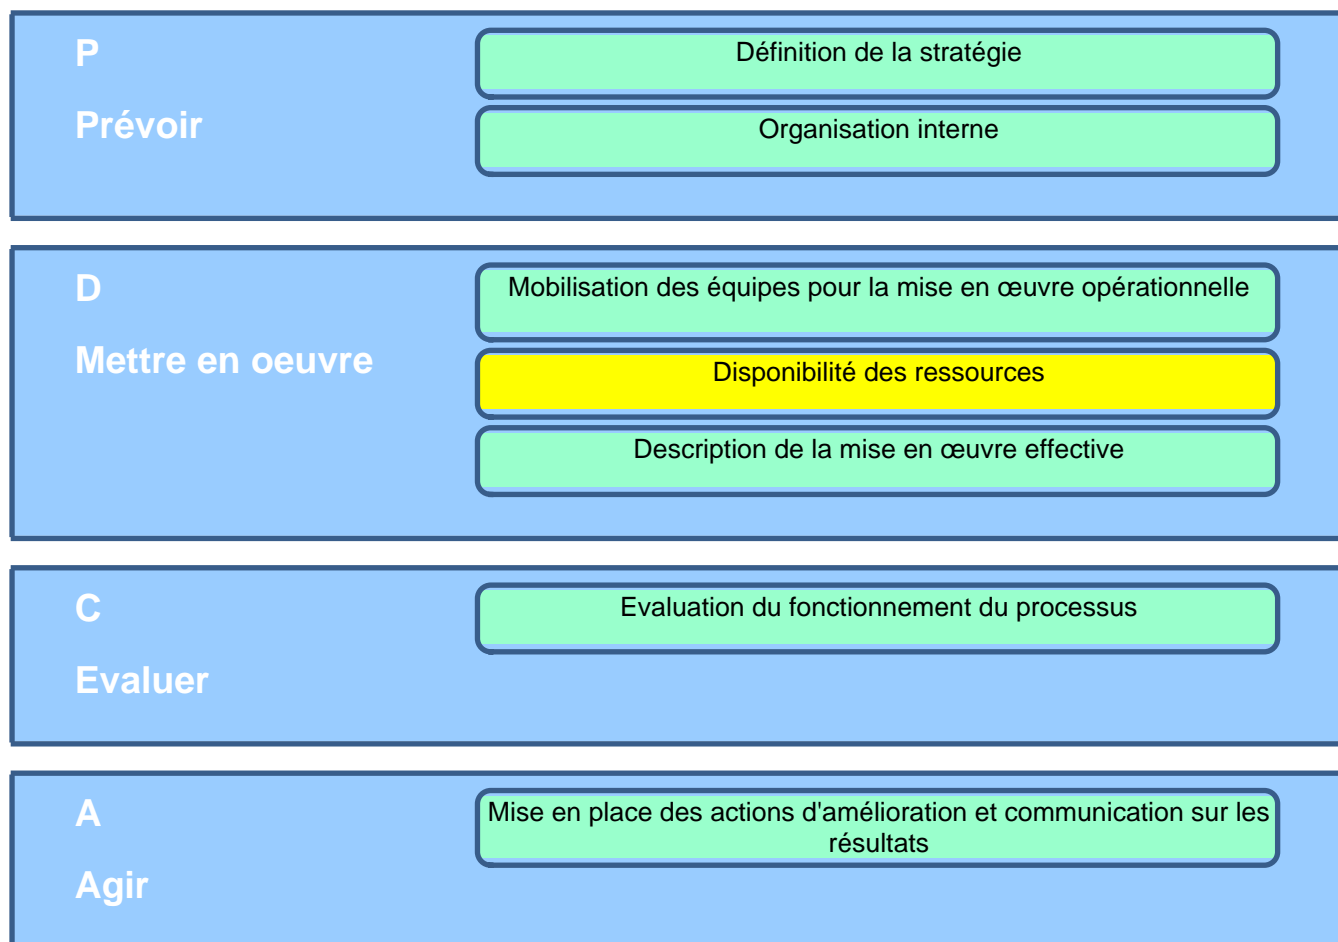 P
Définition de la stratégie
Prévoir
Organisation interne
D
Mobilisation des équipes pour la mise en œuvre opérationnelle
Mettre en oeuvre
Disponibilité des ressources
Description de la mise en œuvre effective
C
Evaluation du fonctionnement du processus
Evaluer
A
Mise en place des actions d'amélioration et communication sur les
résultats
Agir